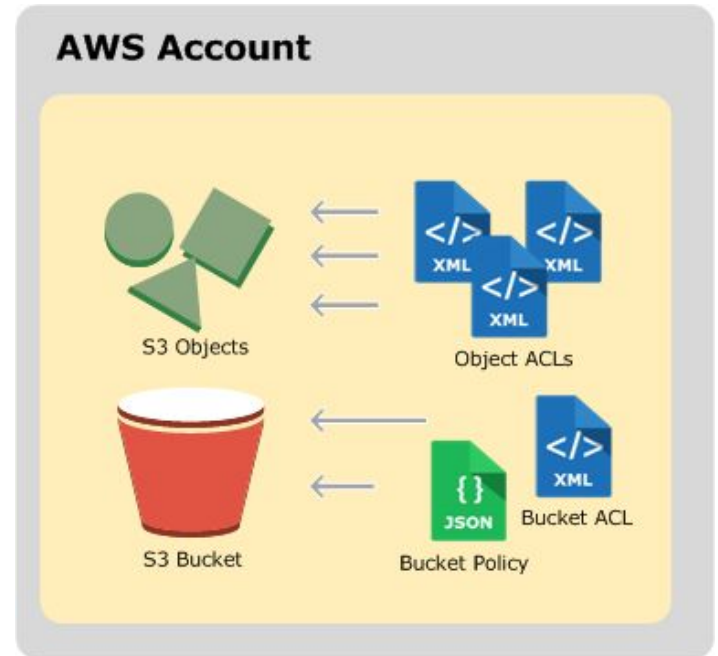 AWS Account
</>
XML
</>
XML
</>
XML
S3 Objects
Object ACLs
</>
XML
{ }
JSON
Bucket ACL
S3 Bucket
Bucket Policy